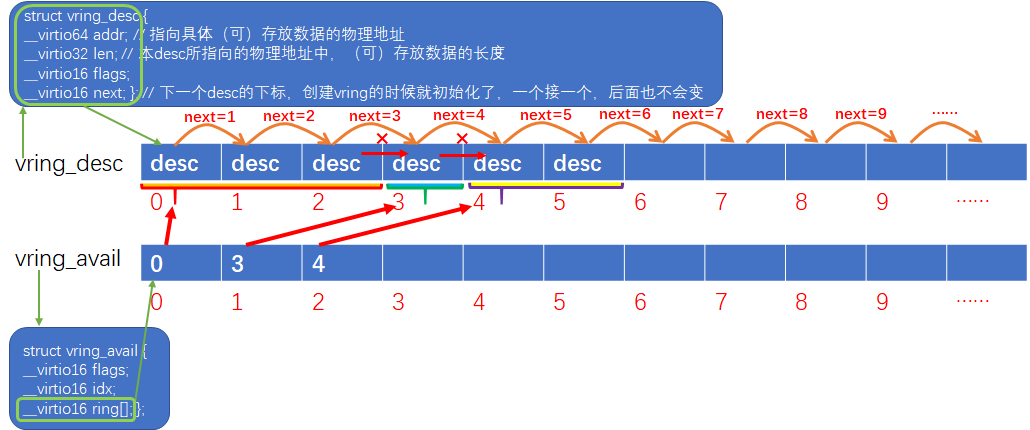 struct vring_desc {
__virtio64 addr; // 指向具体（可）存放数据的物理地址
__virtio32 len; // 本desc所指向的物理地址中，（可）存放数据的长度
__virtio16 flags;
__virtio16 next; }; // 下一个desc的下标，创建vring的时候就初始化了，一个接一个，后面也不会变
next=1 next=2 next=3 next=4 next=5 next=6 next=7 next=8 next=9 ……
vring_desc desc desc desc desc desc desc
0 1 2 3 4 5 6 7 8 9 ……
vring_avail 0 3 4
0 1 2 3 4 5 6 7 8 9 ……
struct vring_avail {
__virtio16 flags;
__virtio16 idx;
__virtio16 ring[]; };